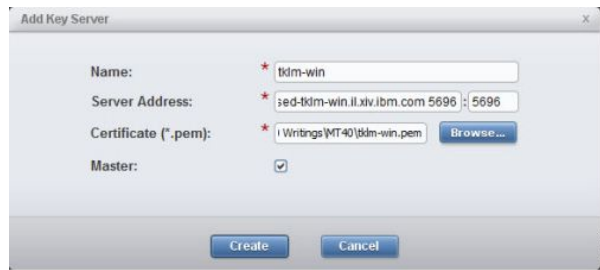 Add Key Server x
Name: * tklm-win
Server Address: * sed-tklm-win.il.xiv.ibm.com 5696 : 5696
Certificate (*.pem): * Writings\MT40\tklm-win.pem Browse...
Master:
Create Cancel